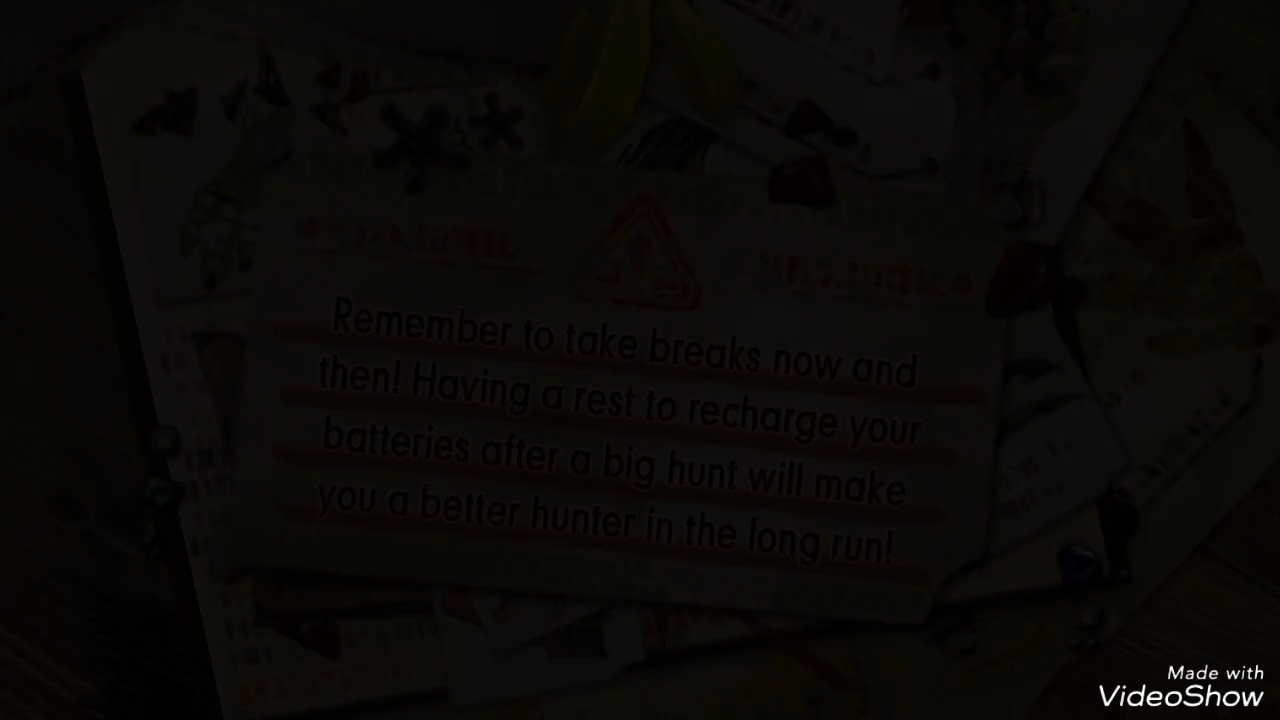 Remember to take breaks now and
then! Having a rest to recharge your
batteries after a big hunt will make
you a better hunter in the long run!
Made with
VideoShow